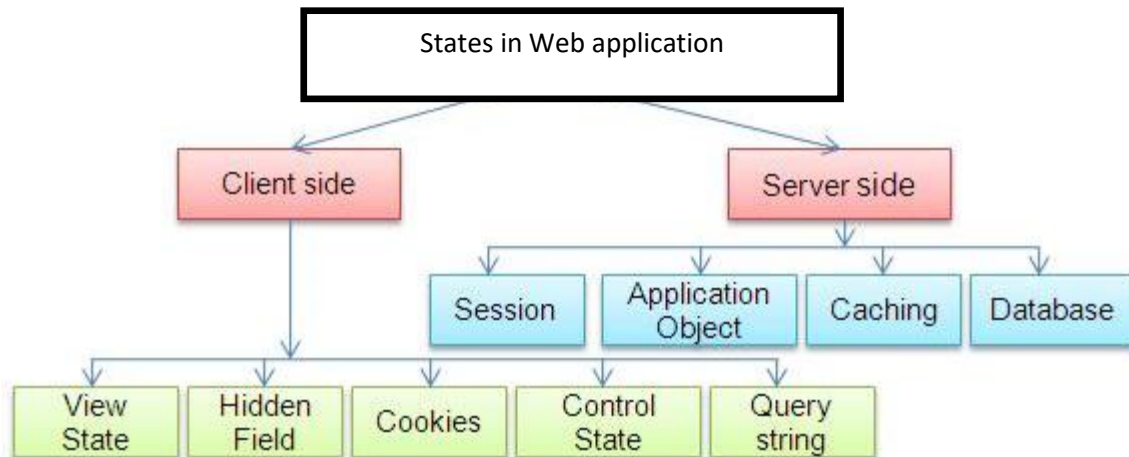 States in Web application
Client side
Server side
Session
Application
Object
Caching
Database
View
State
Hidden
Field
Cookies
Control
State
Query
string